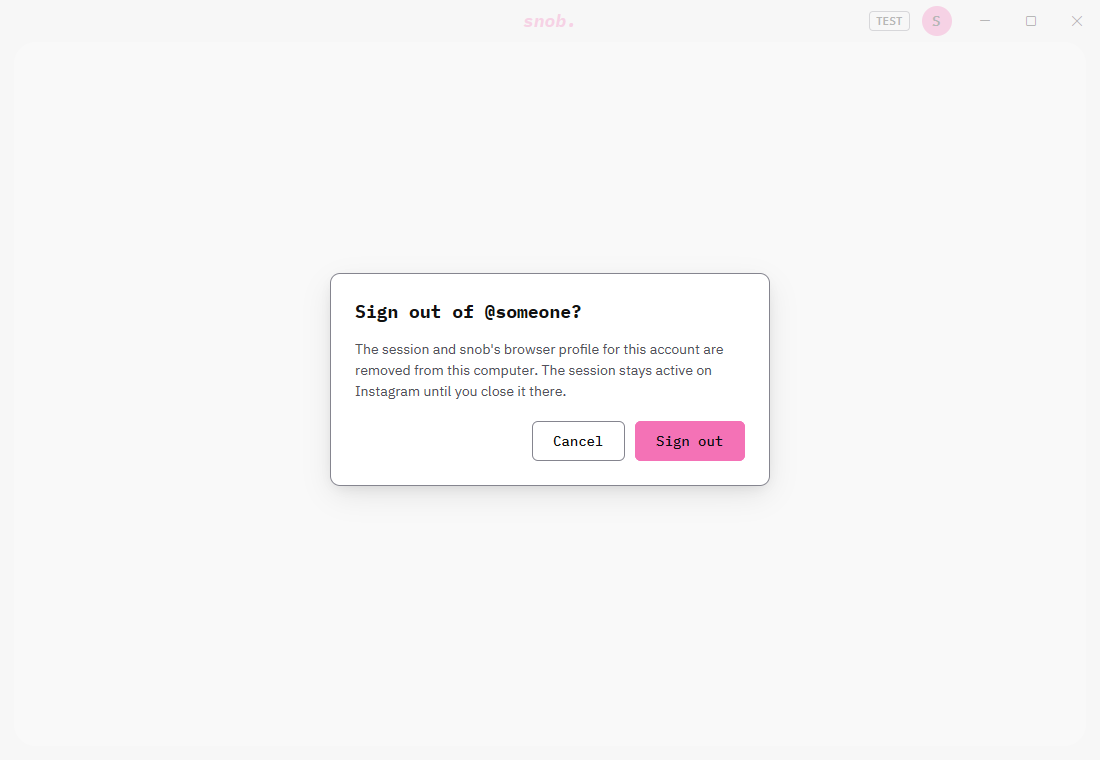 snob.
TEST
S
Sign out of @someone?
The session and snob's browser profile for this account are
removed from this computer. The session stays active on
Instagram until you close it there.
Cancel
Sign out